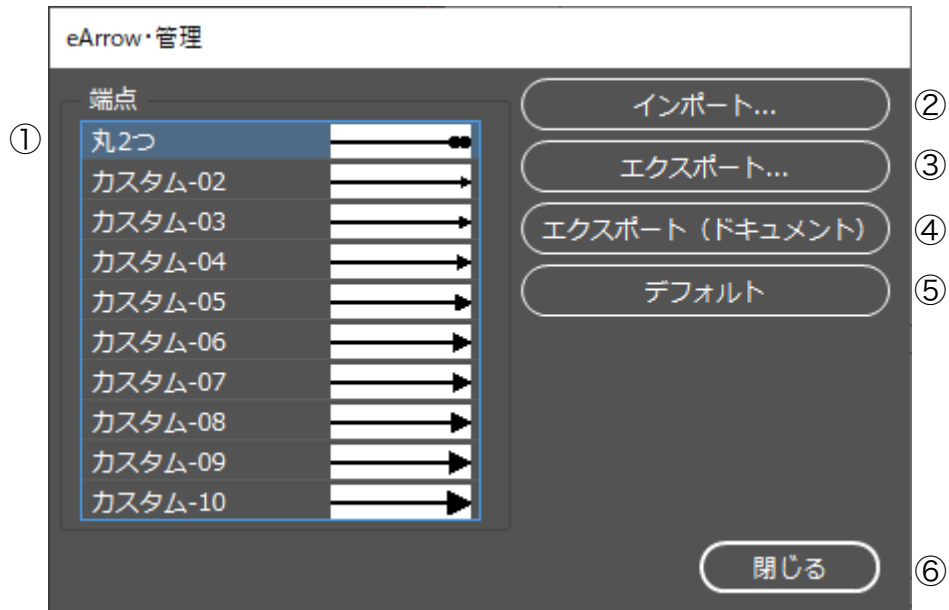 eArrow・管理
端点
①
丸2つ
カスタム-02
カスタム-03
カスタム-04
カスタム-05
カスタム-06
カスタム-07
カスタム-08
カスタム-09
カスタム-10
インポート... ②
エクスポート... ③
エクスポート（ドキュメント） ④
デフォルト ⑤
閉じる ⑥